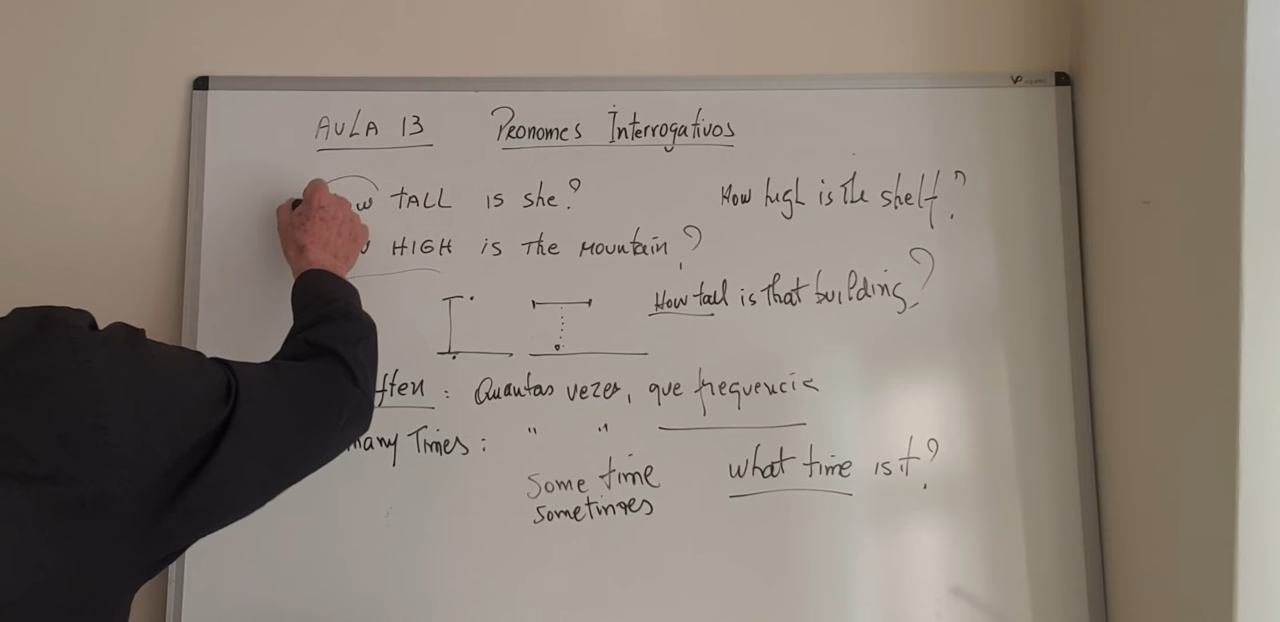 AULA 13 Pronomes Interrogativos
TALL is she?
How high is the shelf?
HIGH is the mountain?
How tall is that building?
ften : Quantas vezes, que frequencia
many Times : " "
Some time
sometimes
What time is it?